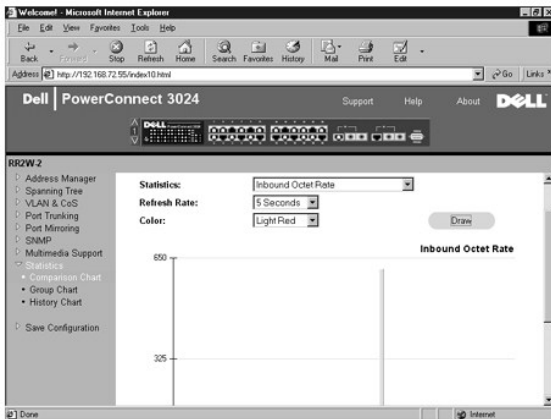 Welcome! - Microsoft Internet Explorer
File Edit View Favorites Tools Help
Back Forward Stop Refresh Home Search Favorites History Mail Print Edit
Address http://192.168.72.55/index10.html Go Links
Dell PowerConnect 3024 Support Help About DELL
DELL
RR2W-2
Address Manager
Spanning Tree
VLAN & CoS
Port Trunking
Port Mirroring
SNMP
Multimedia Support
Statistics
Comparison Chart
Group Chart
History Chart
Save Configuration
Statistics: Inbound Octet Rate
Refresh Rate: 5 Seconds
Color: Light Red Draw
Inbound Octet Rate
650
325
Done Internet